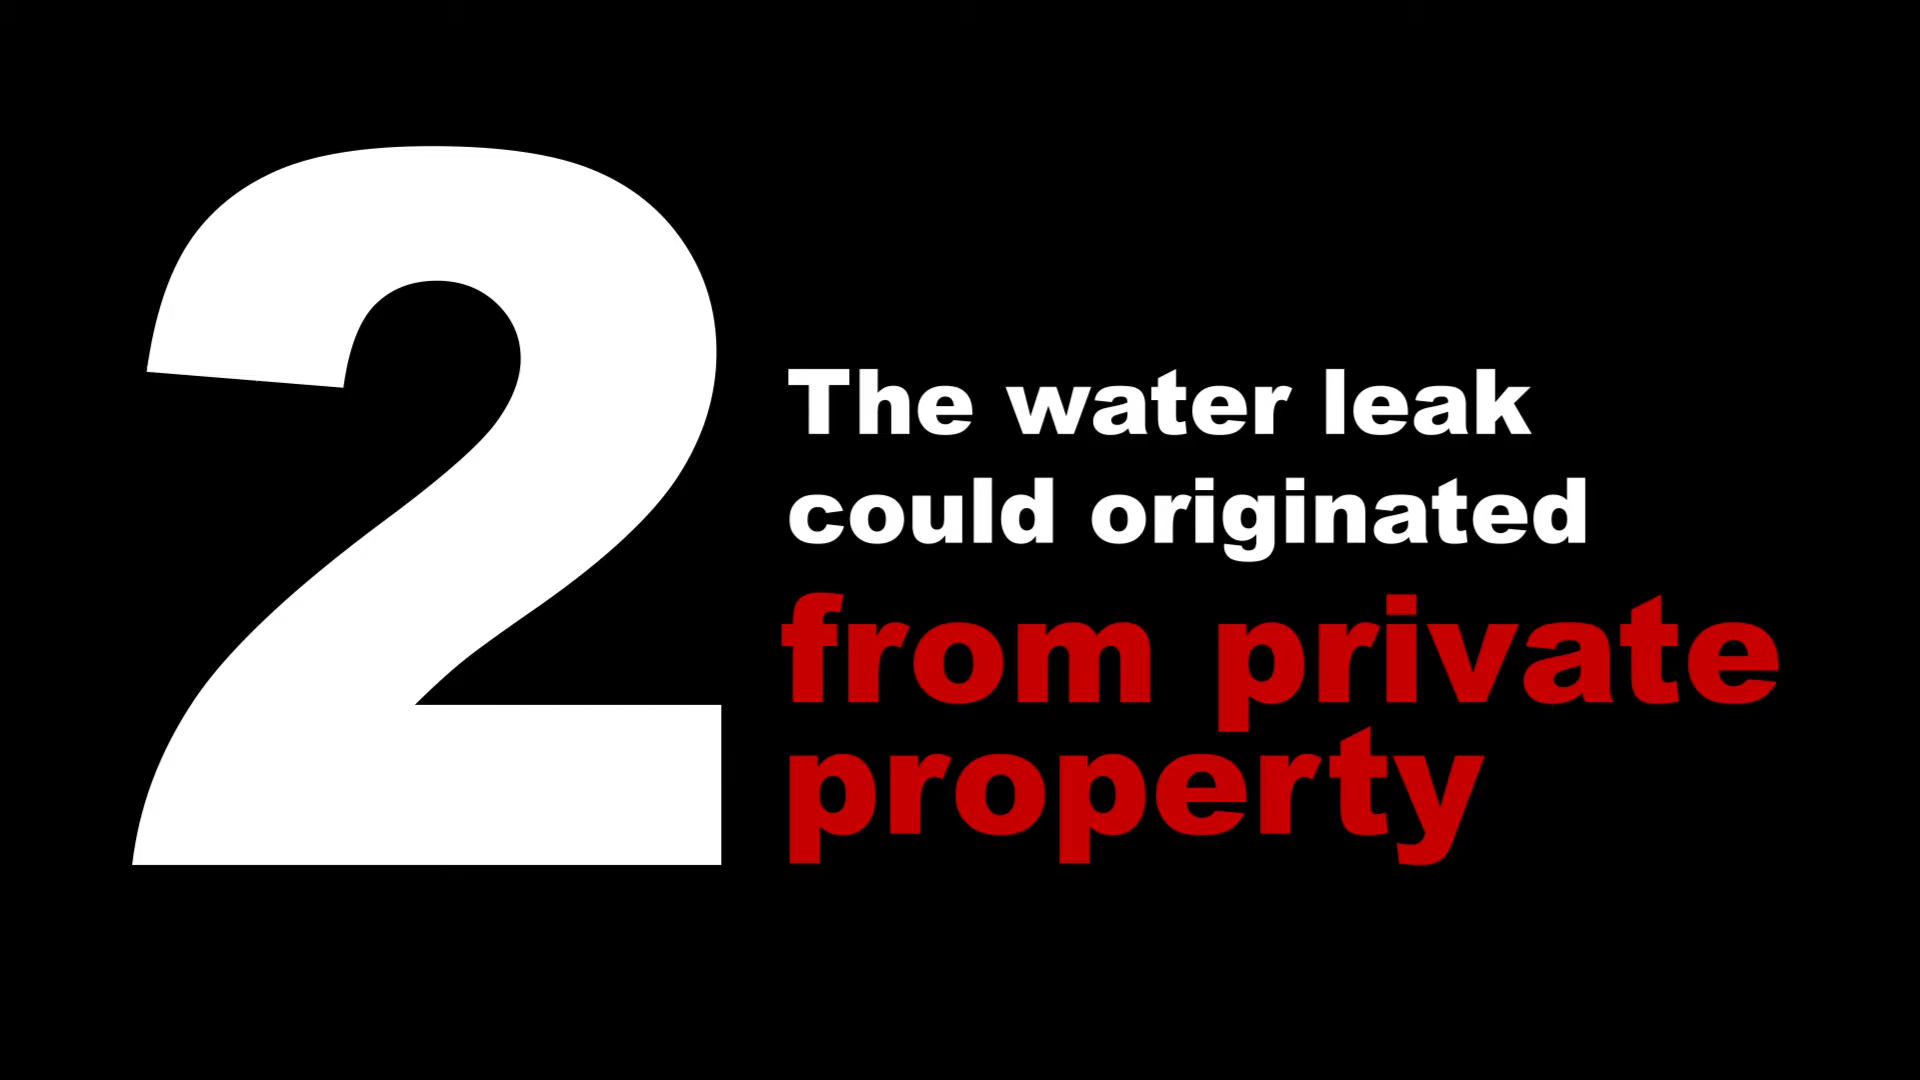 2
The water leak
could originated
from private
property